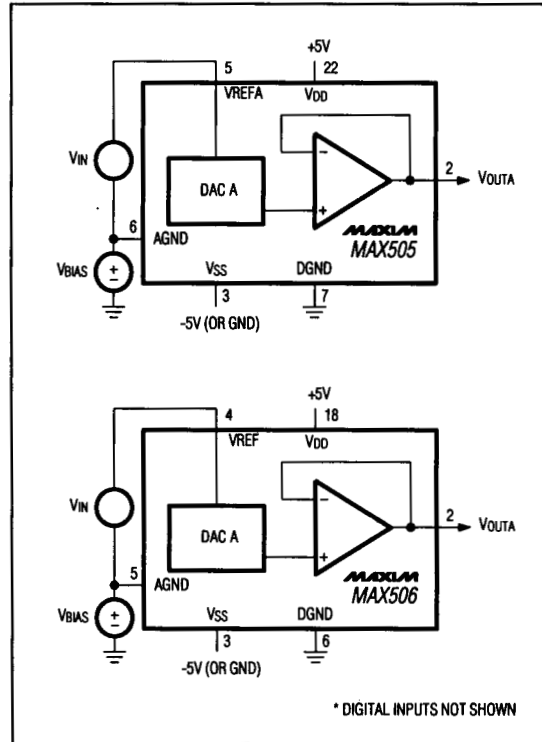 +5V
5 22
VREFA VDD
VIN
DAC A
-
+
2
VOUTA
6
AGND
MAXIM
MAX505
VBIAS
+
-
VSS DGND
3 7
-5V (OR GND)
+5V
4 18
VREF VDD
VIN
DAC A
-
+
2
VOUTA
5
AGND
MAXIM
MAX506
VBIAS
+
-
VSS DGND
3 6
-5V (OR GND)
* DIGITAL INPUTS NOT SHOWN